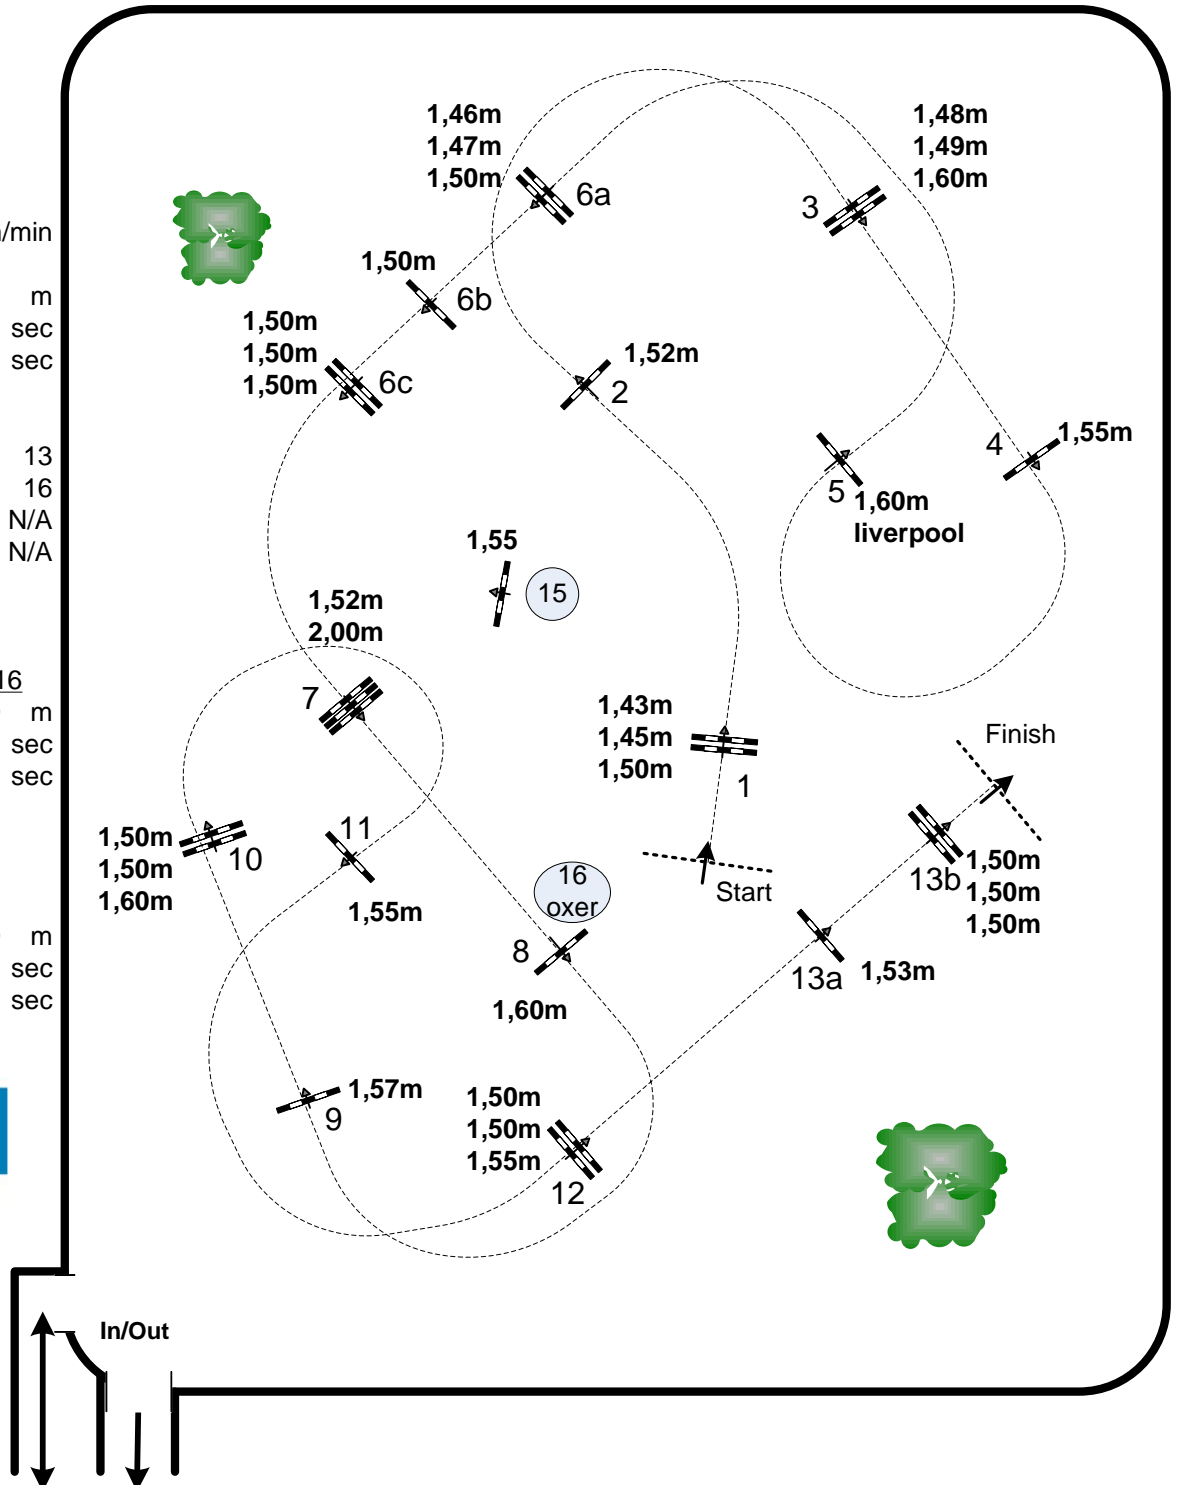 /min
m
sec
sec
13
16
N/A
N/A
16
m
sec
sec
m
sec
sec
1,46m
1,47m
1,50m
6a
1,48m
1,49m
1,60m
3
1,50m
6b
1,50m
1,50m
1,50m
6c
1,52m
2
4
1,55m
5
1,60m
liverpool
1,55
15
1,52m
2,00m
7
1,43m
1,45m
1,50m
1
Finish
Start
1,50m
1,50m
1,60m
10
11
1,55m
16
oxer
8
1,60m
13b
1,50m
1,50m
1,50m
13a
1,53m
1,57m
9
1,50m
1,50m
1,55m
12
In/Out